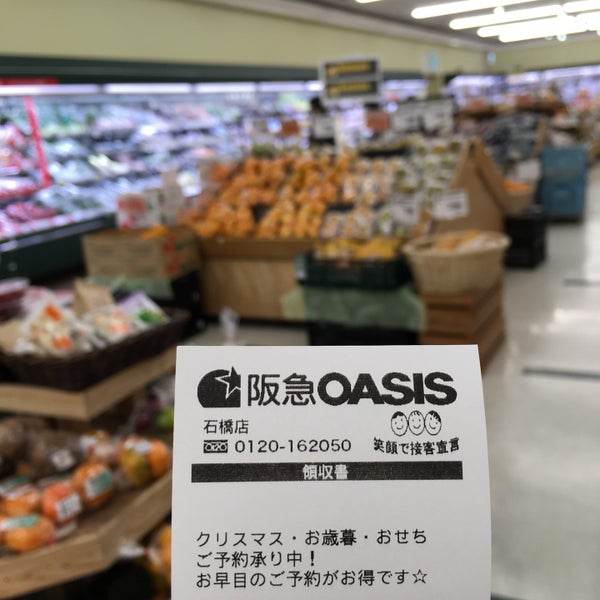 阪急OASIS
石橋店
0120-162050
笑顔で接客宣言
領収書
クリスマス・お歳暮・おせち
ご予約承り中！
お早目のご予約がお得です☆